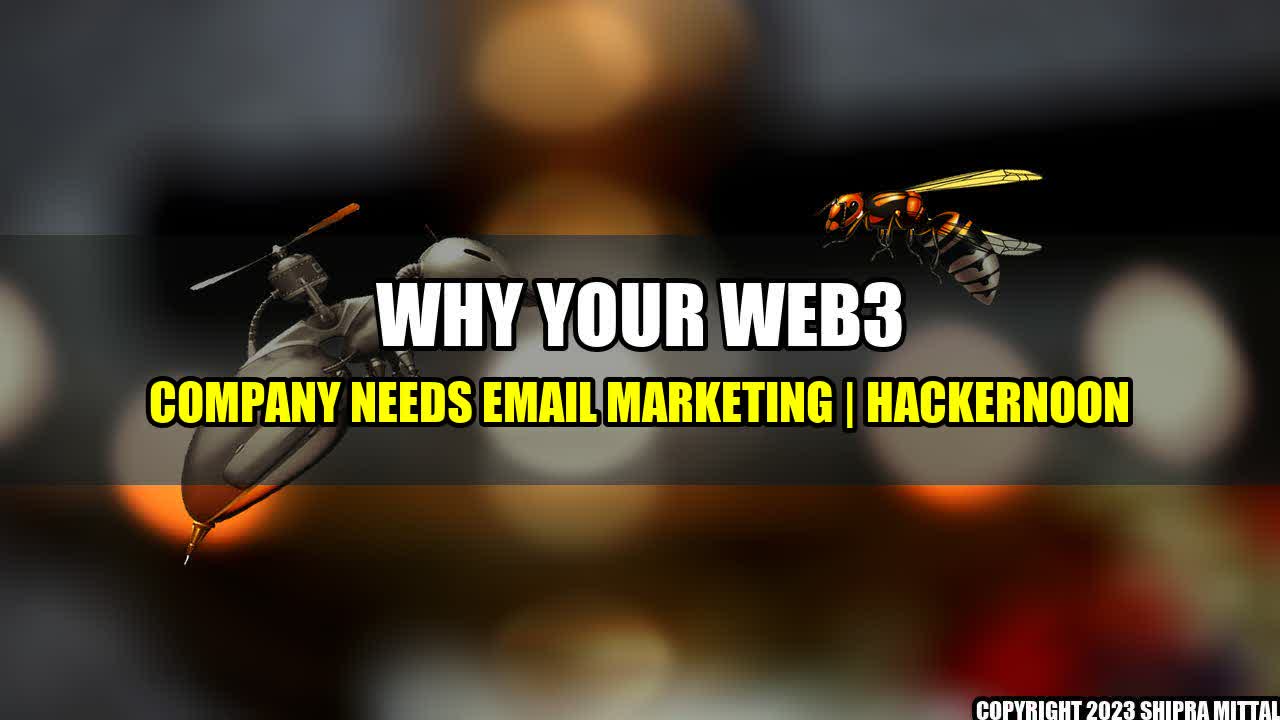 WHY YOUR WEB3
COMPANY NEEDS EMAIL MARKETING | HACKERNOON
COPYRIGHT 2023 SHIPRA MITTAL